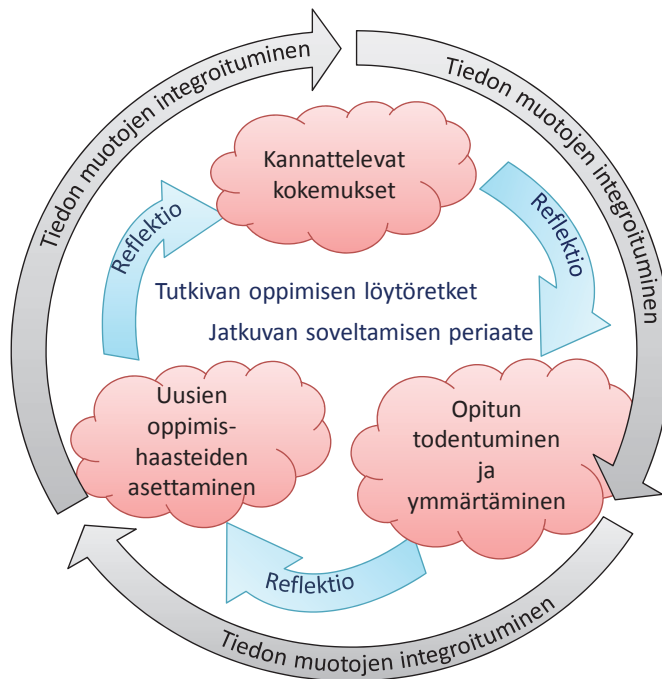 Tiedon muotojen integroituminen
Tiedon muotojen integroituminen
Kannattelevat
kokemukset
Reflektio
Reflektio
Tutkivan oppimisen löytöretket
Jatkuvan soveltamisen periaate
Uusien
oppimis-
haasteiden
asettaminen
Opitun
todentuminen
ja
ymmärtäminen
Reflektio
Tiedon muotojen integroituminen